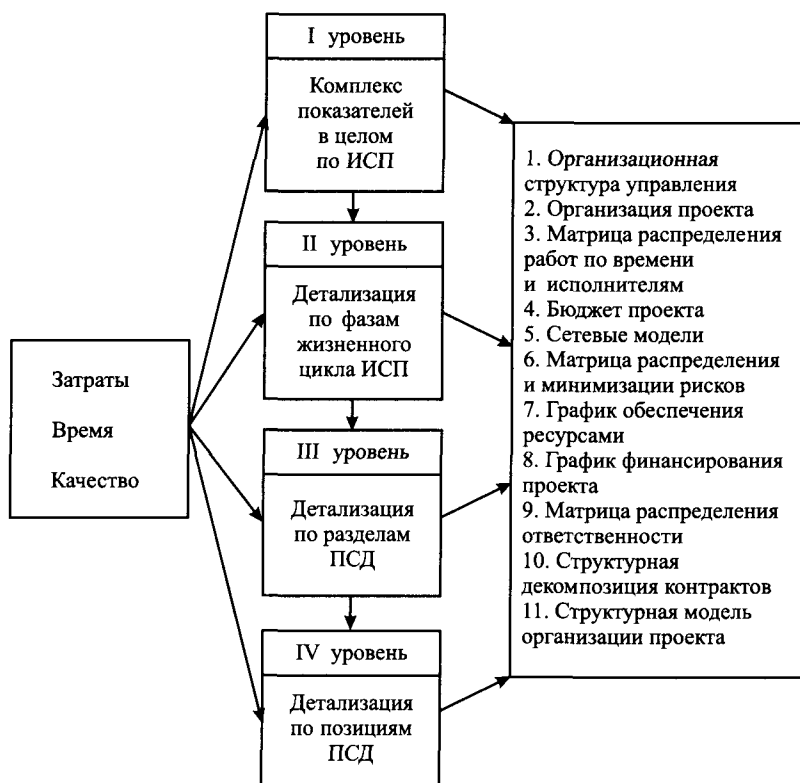 Затраты
Время
Качество
I уровень
Комплекс
показателей
в целом
по ИСП
II уровень
Детализация
по фазам
жизненного
цикла ИСП
III уровень
Детализация
по разделам
ПСД
IV уровень
Детализация
по позициям
ПСД
1. Организационная
структура управления
2. Организация проекта
3. Матрица распределения
работ по времени
и исполнителям
4. Бюджет проекта
5. Сетевые модели
6. Матрица распределения
и минимизации рисков
7. График обеспечения
ресурсами
8. График финансирования
проекта
9. Матрица распределения
ответственности
10. Структурная
декомпозиция контрактов
11. Структурная модель
организации проекта